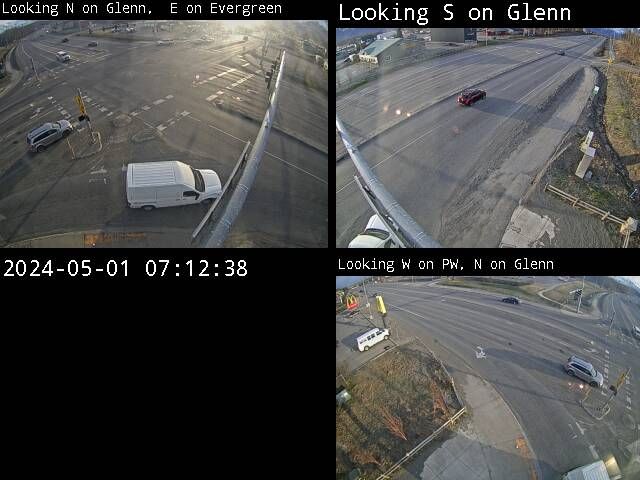 Looking N on Glenn,  E on Evergreen
Looking S on Glenn
2024-05-01 07:12:38
Looking W on PW, N on Glenn